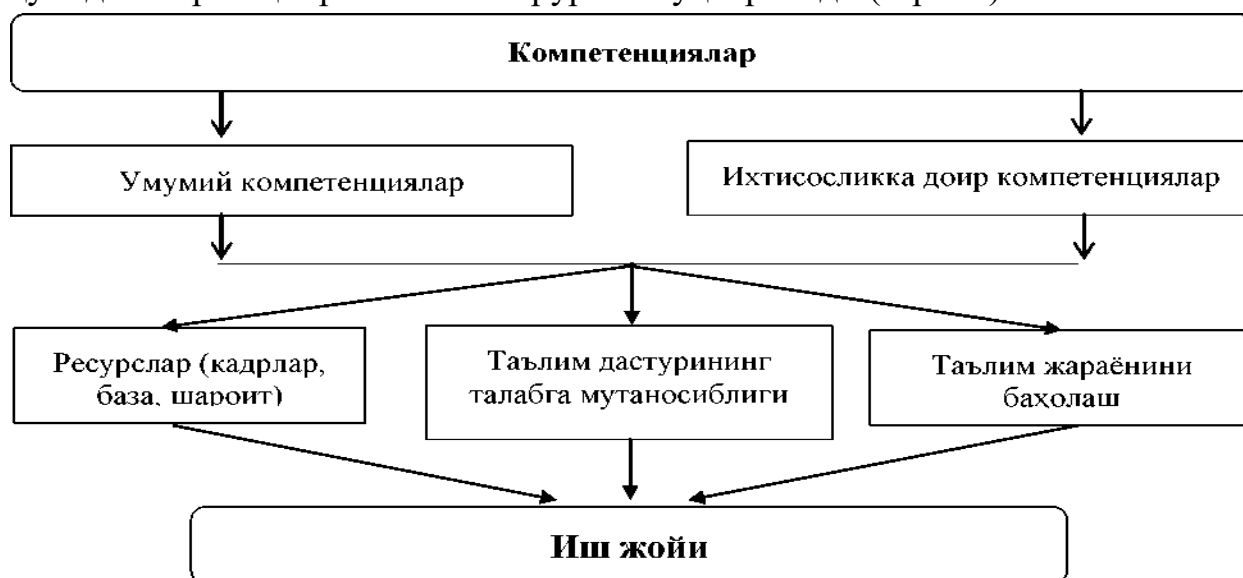 Компетенциялар
Умумий компетенциялар
Ихтисосликка доир компетенциялар
Ресурслар (кадрлар,
база, шароит)
Таълим дастурининг
талабга мутаносиблиги
Таълим жараёнини
баҳолаш
Иш жойи